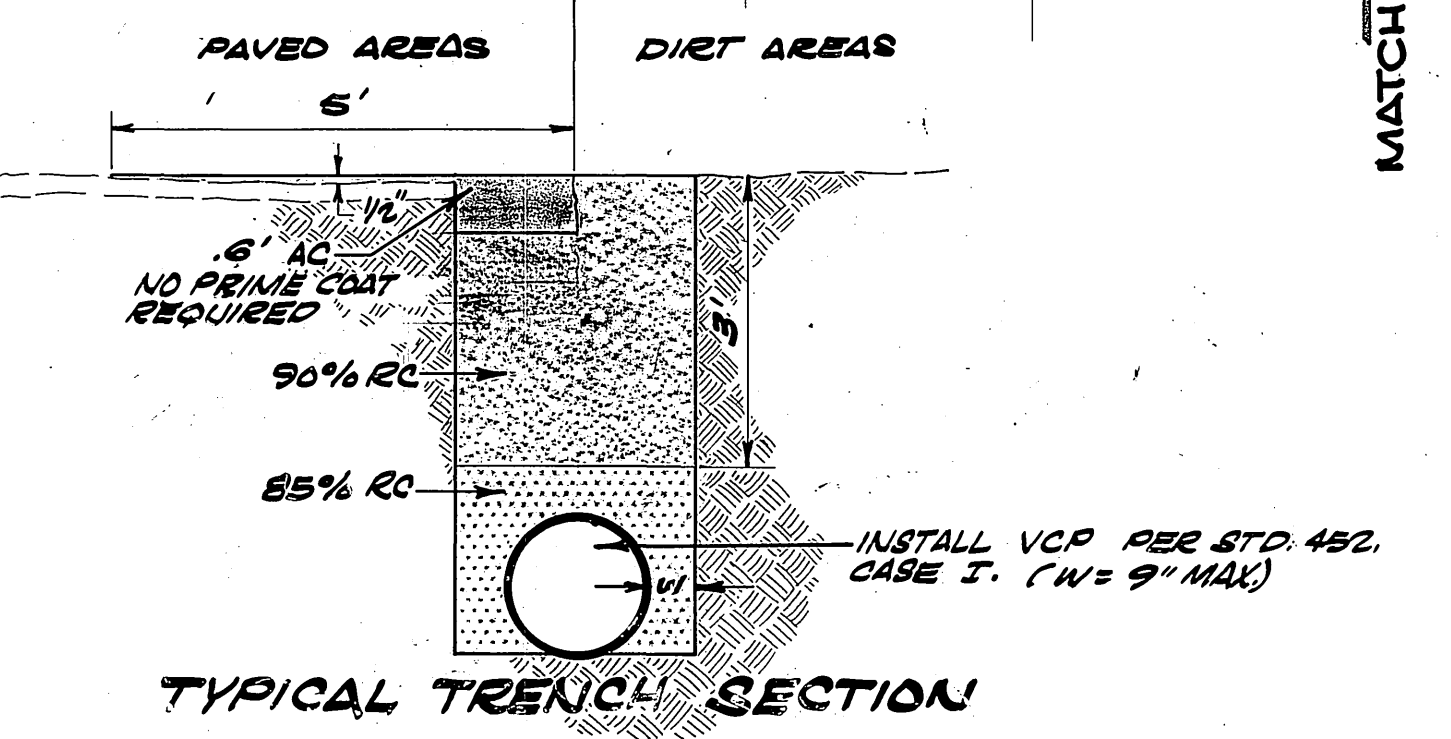 PAVED AREAS
DIRT AREAS
MATCH
5'
1/2"
.6' AC
NO PRIME COAT
REQUIRED
3'
90% RC
85% RC
INSTALL VCP PER STD. 452,
CASE I. (W = 9" MAX.)
TYPICAL TRENCH SECTION